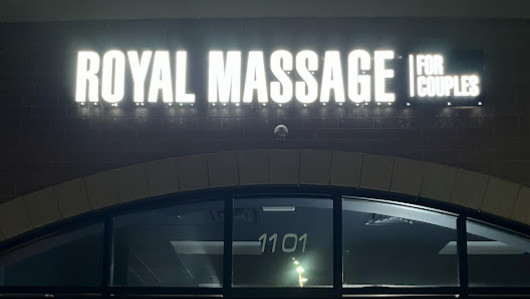 ROYAL MASSAGE
FOR
COUPLES
1101